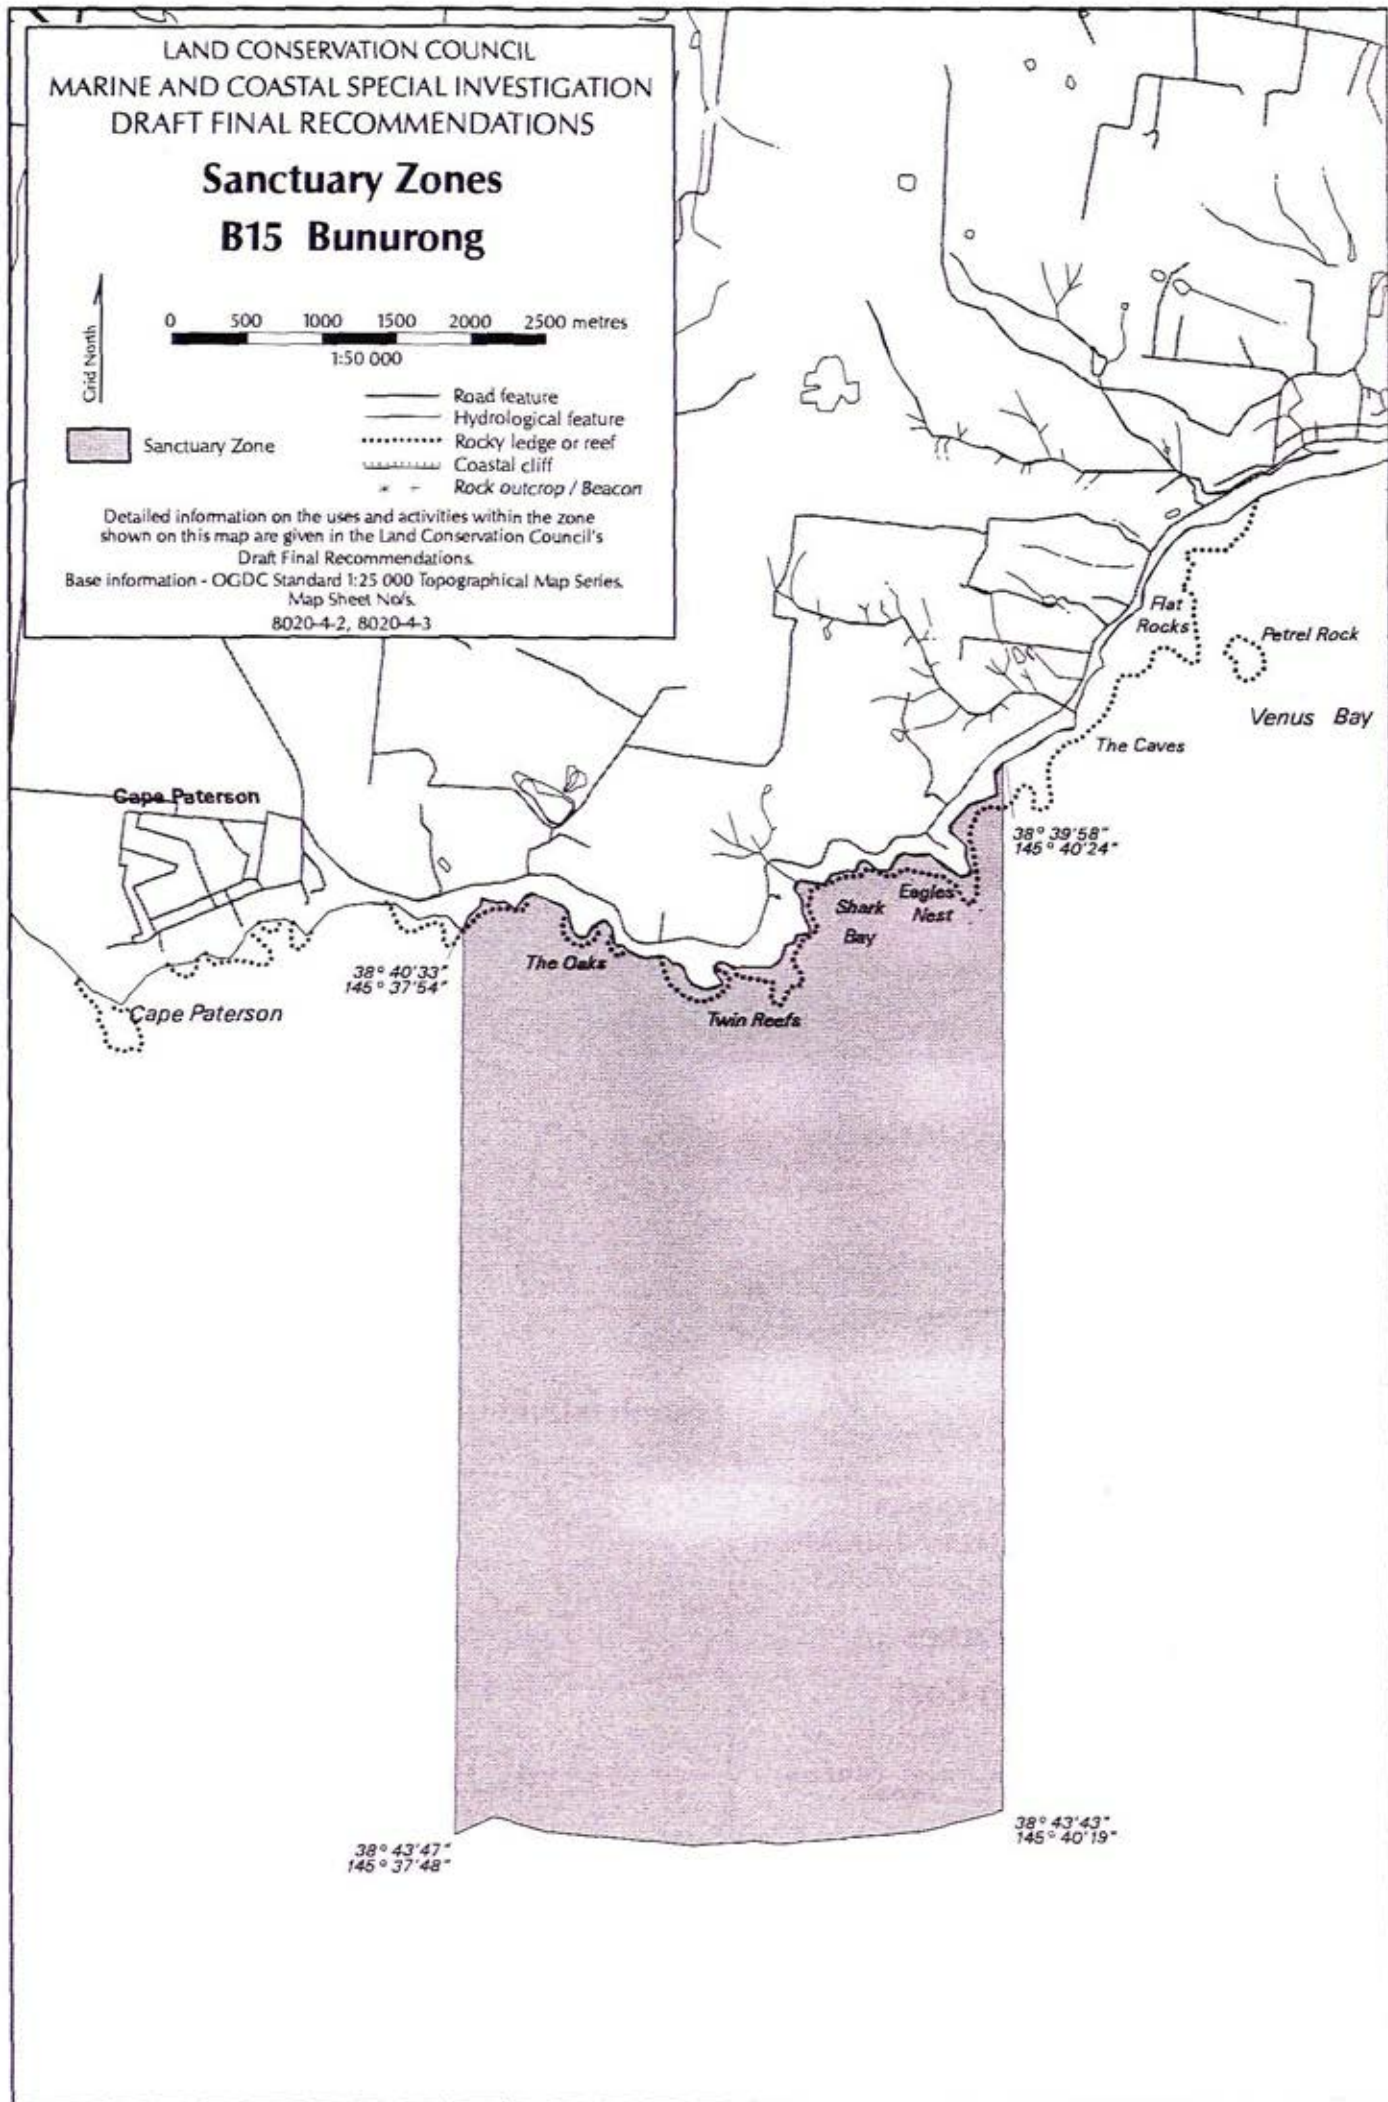 LAND CONSERVATION COUNCIL
MARINE AND COASTAL SPECIAL INVESTIGATION
DRAFT FINAL RECOMMENDATIONS
Sanctuary Zones
B15 Bunurong
Grid North
0 500 1000 1500 2000 2500 metres
1:50 000
Road feature
Hydrological feature
Sanctuary Zone
Rocky ledge or reef
Coastal cliff
Rock outcrop / Beacon
Detailed information on the uses and activities within the zone
shown on this map are given in the Land Conservation Council's
Draft Final Recommendations.
Base information - OGDC Standard 1:25 000 Topographical Map Series.
Map Sheet No/s.
8020-4-2, 8020-4-3
Flat
Rocks
Petrel Rock
Venus Bay
The Caves
Cape Paterson
38° 39'58"
145° 40'24"
Eagles
Nest
Shark
Bay
The Oaks
38° 40'33"
145° 37'54"
Cape Paterson
Twin Reefs
38° 43'43"
145° 40'19"
38° 43'47"
145° 37'48"